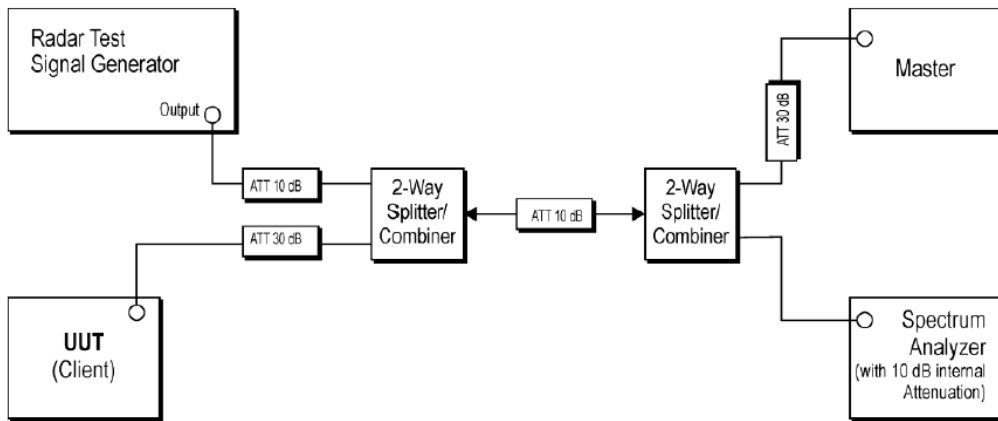 Radar Test
Signal Generator
Output
ATT 10 dB
ATT 30 dB
UUT
(Client)
2-Way
Splitter/
Combiner
ATT 10 dB
2-Way
Splitter/
Combiner
ATT 30 dB
Master
Spectrum
Analyzer
(with 10 dB internal
Attenuation)